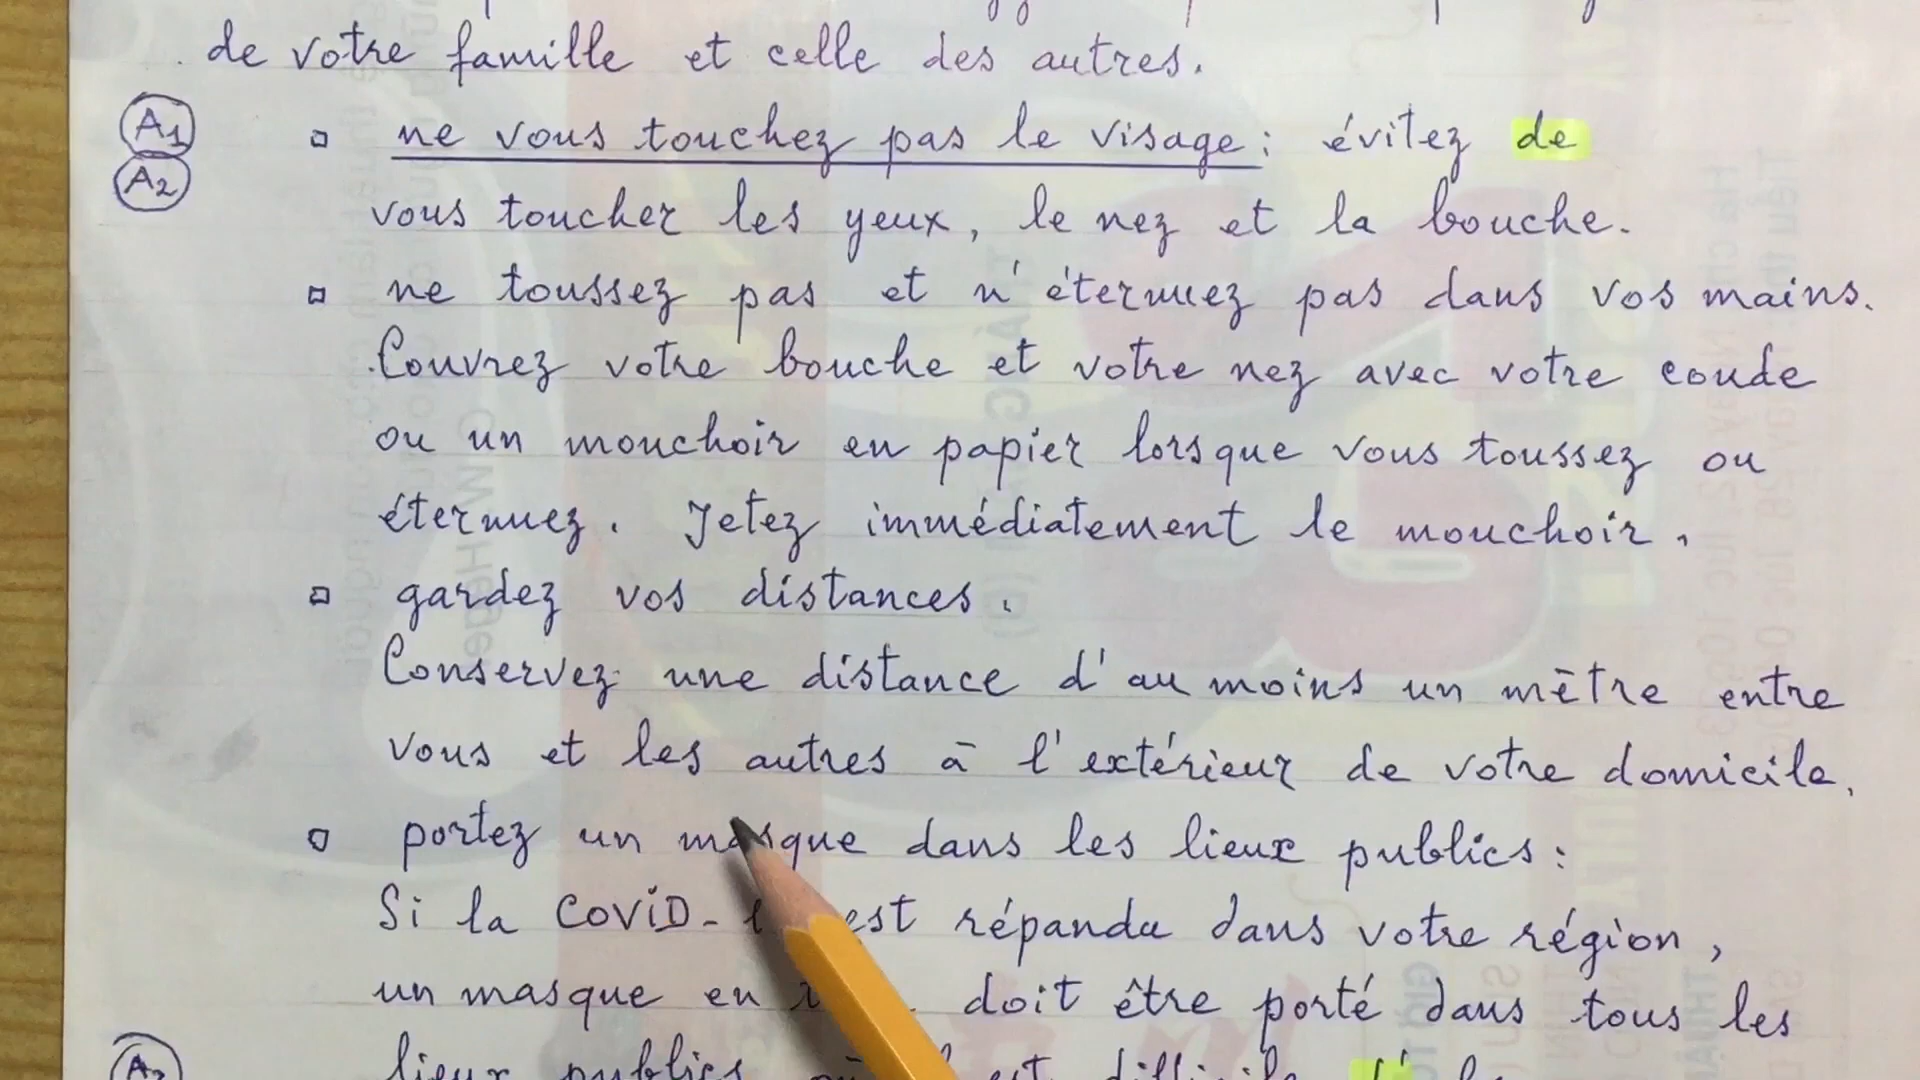 de votre famille et celle des autres.
A1 ▫ ne vous touchez pas le visage : évitez de
A2
vous toucher les yeux, le nez et la bouche.
▫ ne toussez pas et n'éternuez pas dans vos mains.
Couvrez votre bouche et votre nez avec votre coude
ou un mouchoir en papier lorsque vous toussez ou
éternuez. Jetez immédiatement le mouchoir.
▫ gardez vos distances.
Conservez une distance d'au moins un mètre entre
vous et les autres à l'extérieur de votre domicile.
▫ portez un masque dans les lieux publics :
Si la COViD- est répandu dans votre région,
un masque en doit être porté dans tous les
lieux publics difficile